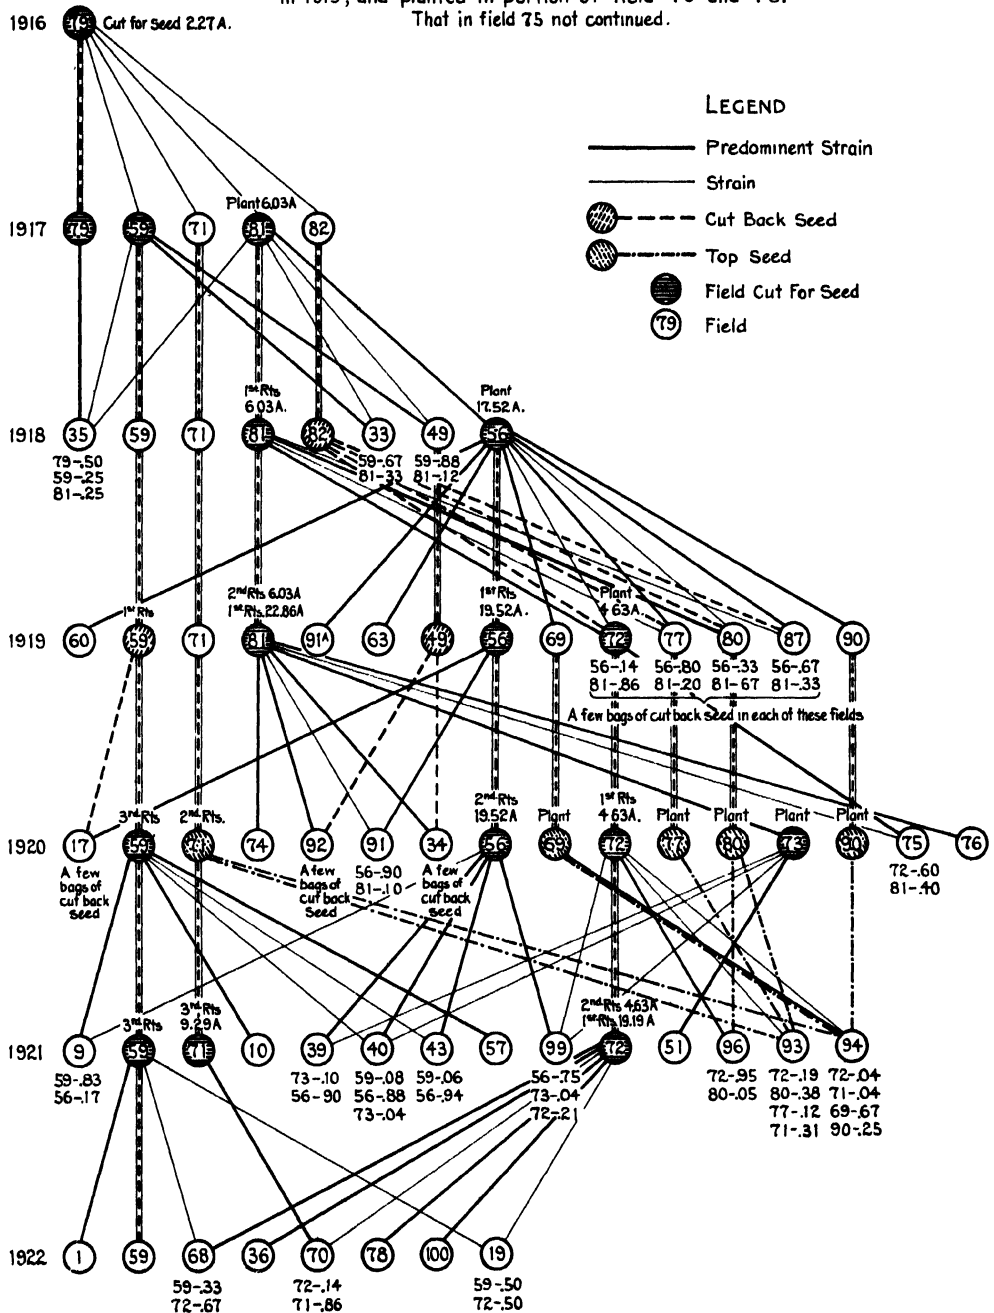 That in field 75 not continued.
1916 79 Cut for Seed 2.27 A.
LEGEND
Predominent Strain
Strain
Cut Back Seed
Top Seed
Field Cut For Seed
79 Field
Plant 6.03A
1917 79 59 71 81 82
1st Rts
6.03A.
Plant
17.52A.
1918 35 59 71 81 82 33 49 56
79-.50 59-.67 59-.88
59-.25 81-.33 81-.12
81-.25
1st Rts
2nd Rts 6.03A
1st Rts. 22.86A
1st Rts
19.52A.
Plant
4.63A.
1919 60 59 71 81 91A 63 49 56 69 72 77 80 87 90
56-.14 56-.80 56-.33 56-.67
81-.86 81-.20 81-.67 81-.33
A few bags of cut back seed in each of these fields
3rd Rts
2nd Rts.
2nd Rts
19.52A
Plant
1st Rts
4.63A.
Plant
Plant
Plant
Plant
1920 17 59 71 74 92 91 34 56 69 72 77 80 73 90 75 76
A few
bags of
cut back
seed
A few
bags of
cut back
Seed
56-.90
81-.10
A few
bags of
cut back
seed
72-.60
81-.40
3rd Rts
3rd Rts
9.29A
2nd Rts 4.63A
1st Rts. 19.19A
1921 9 59 71 10 39 40 43 57 99 72 51 96 93 94
59-.83 73-.10 59-.08 59-.06 56-.75 72-.95 72-.19 72-.04
56-.17 56-.90 56-.88 56-.94 73-.04 80-.05 80-.38 71-.04
73-.04 72-.21 77-.12 69-.67
71-.31 90-.25
1922 1 59 68 36 70 78 100 19
59-.33 72-.14 59-.50
72-.67 71-.86 72-.50